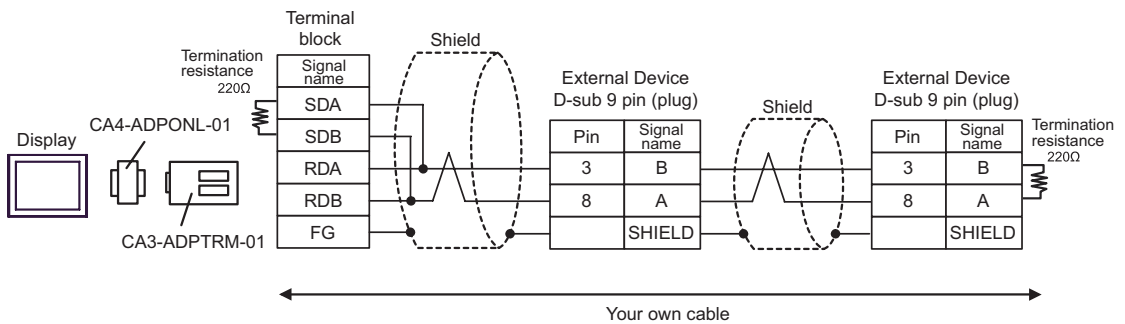 Display
CA4-ADPONL-01
CA3-ADPTRM-01
Termination
resistance
220Ω
Terminal
block
Signal
name
SDA
SDB
RDA
RDB
FG
Shield
External Device
D-sub 9 pin (plug)
Pin Signal
name
3 B
8 A
SHIELD
Shield
External Device
D-sub 9 pin (plug)
Pin Signal
name
3 B
8 A
SHIELD
Termination
resistance
220Ω
Your own cable